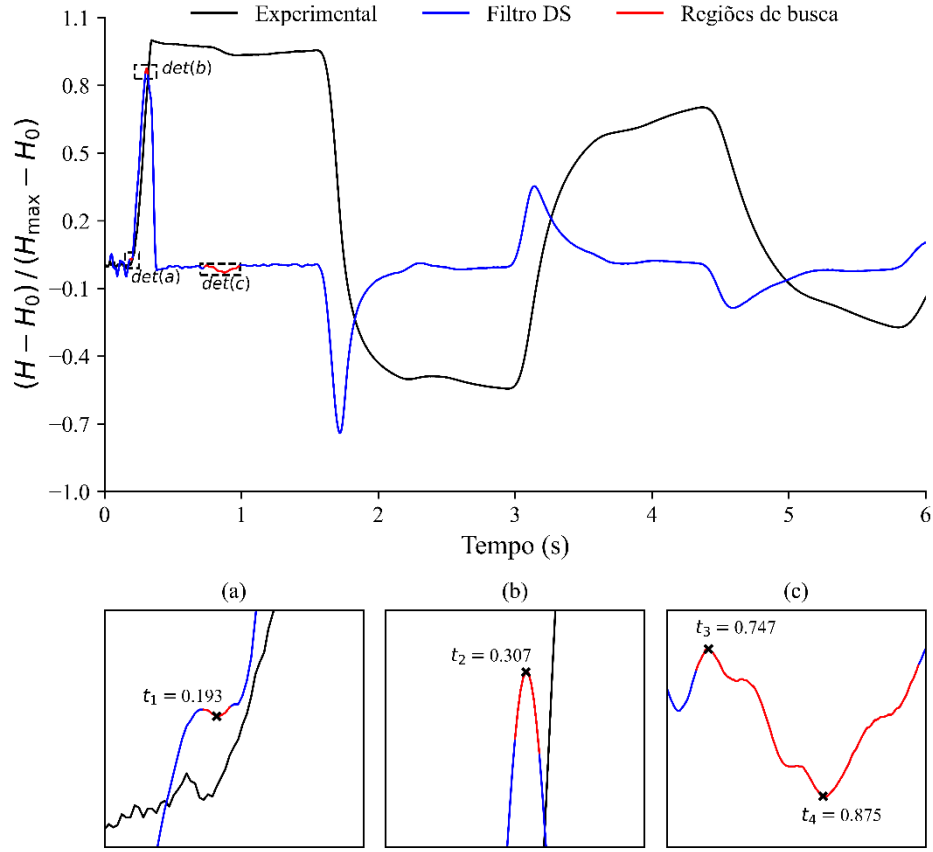 Experimental Filtro DS Regiões de busca
1.1
0.8
0.5
0.2
-0.1
-0.4
-0.7
-1.0
(H − H₀) / (Hmax − H₀)
det(b)
det(a)
det(c)
0 1 2 3 4 5 6
Tempo (s)
(a) (b) (c)
t₁ = 0.193
t₂ = 0.307
t₃ = 0.747
t₄ = 0.875